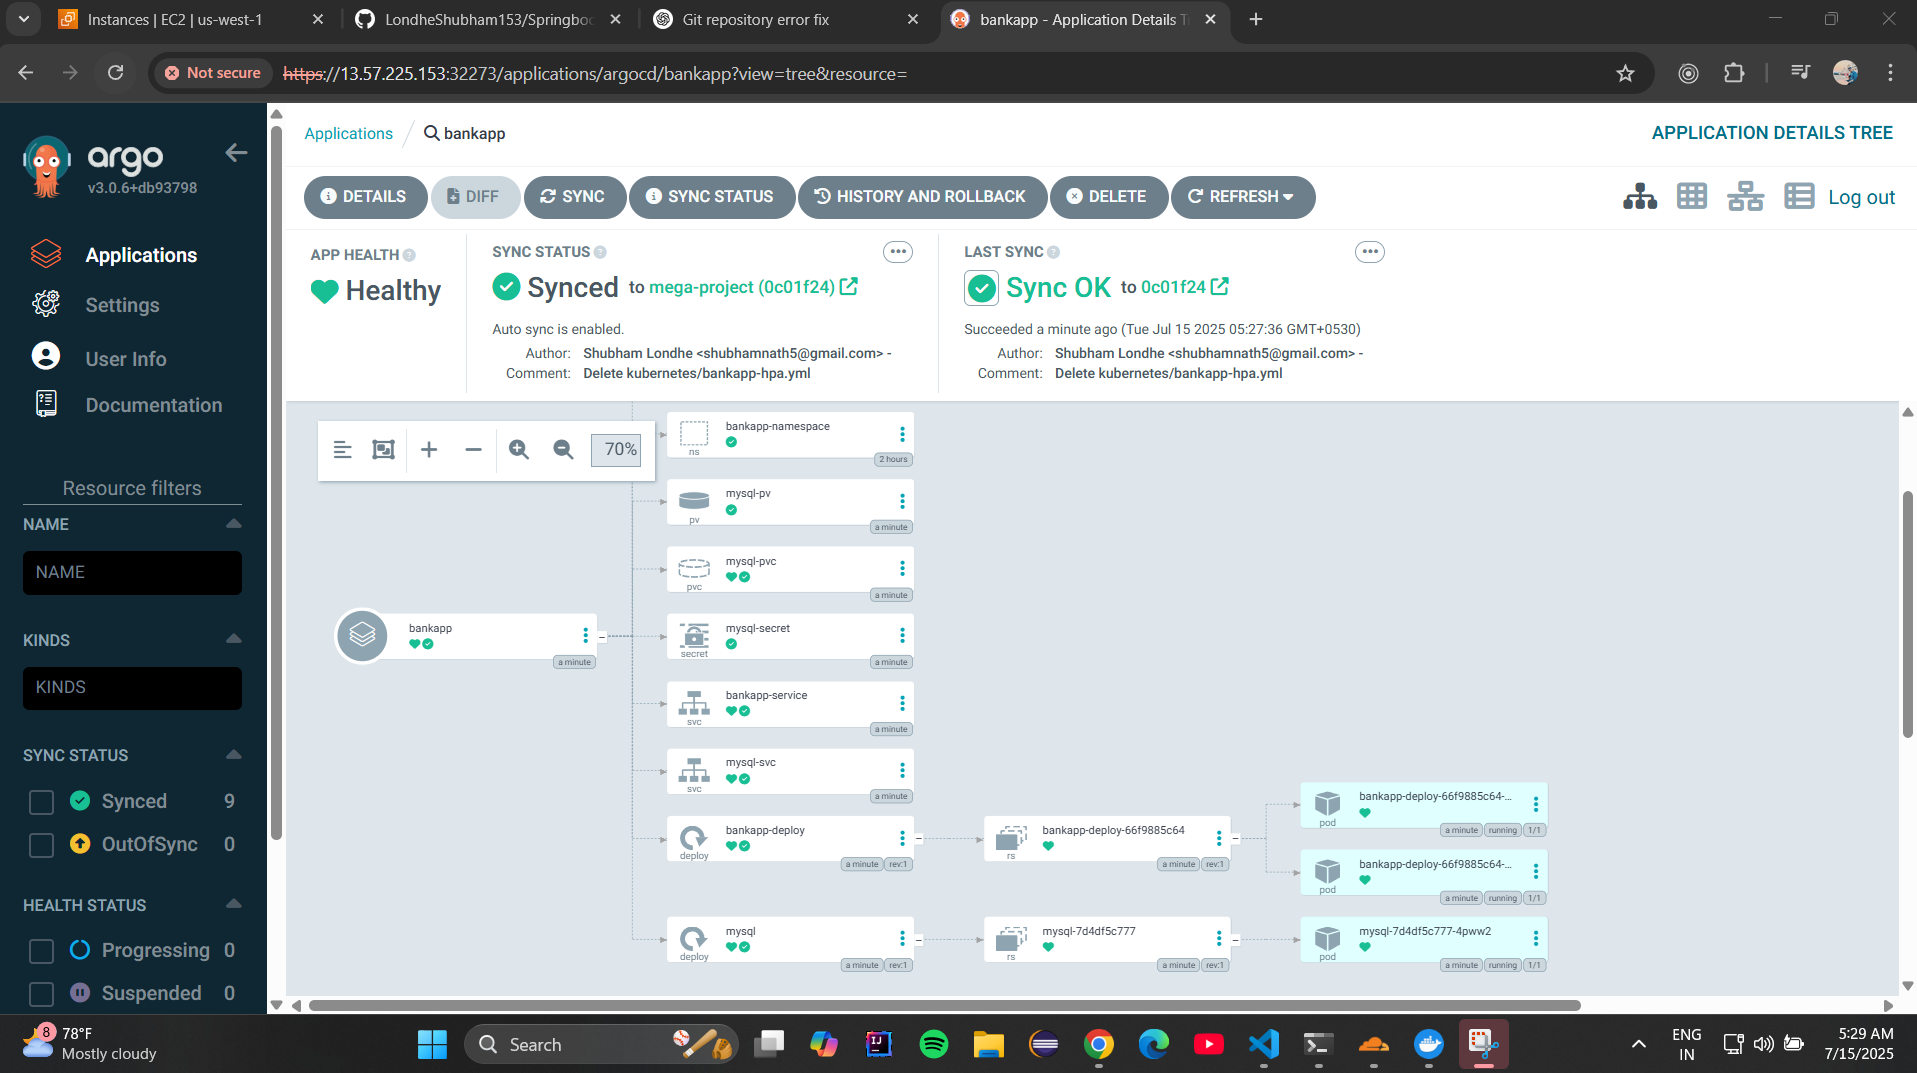 Instances | EC2 | us-west-1
LondheShubham153/Springboo
Git repository error fix
bankapp - Application Details T
Not secure
https://13.57.225.153:32273/applications/argocd/bankapp?view=tree&resource=
argo
v3.0.6+db93798
Applications
Settings
User Info
Documentation
Resource filters
NAME
NAME
KINDS
KINDS
SYNC STATUS
Synced 9
OutOfSync 0
HEALTH STATUS
Progressing 0
Suspended 0
Applications / bankapp
APPLICATION DETAILS TREE
DETAILS
DIFF
SYNC
SYNC STATUS
HISTORY AND ROLLBACK
DELETE
REFRESH
Log out
APP HEALTH
Healthy
SYNC STATUS
Synced to mega-project (0c01f24)
Auto sync is enabled.
Author: Shubham Londhe <shubhamnath5@gmail.com> -
Comment: Delete kubernetes/bankapp-hpa.yml
LAST SYNC
Sync OK to 0c01f24
Succeeded a minute ago (Tue Jul 15 2025 05:27:36 GMT+0530)
Author: Shubham Londhe <shubhamnath5@gmail.com> -
Comment: Delete kubernetes/bankapp-hpa.yml
70%
bankapp
a minute
bankapp-namespace
ns
2 hours
mysql-pv
pv
a minute
mysql-pvc
pvc
a minute
mysql-secret
secret
a minute
bankapp-service
svc
a minute
mysql-svc
svc
a minute
bankapp-deploy
deploy
a minute rev:1
bankapp-deploy-66f9885c64
rs
a minute rev:1
bankapp-deploy-66f9885c64-...
pod
a minute running 1/1
bankapp-deploy-66f9885c64-...
pod
a minute running 1/1
mysql
deploy
a minute rev:1
mysql-7d4df5c777
rs
a minute rev:1
mysql-7d4df5c777-4pww2
pod
a minute running 1/1
8
78°F
Mostly cloudy
Search
IJ
ENG
IN
5:29 AM
7/15/2025